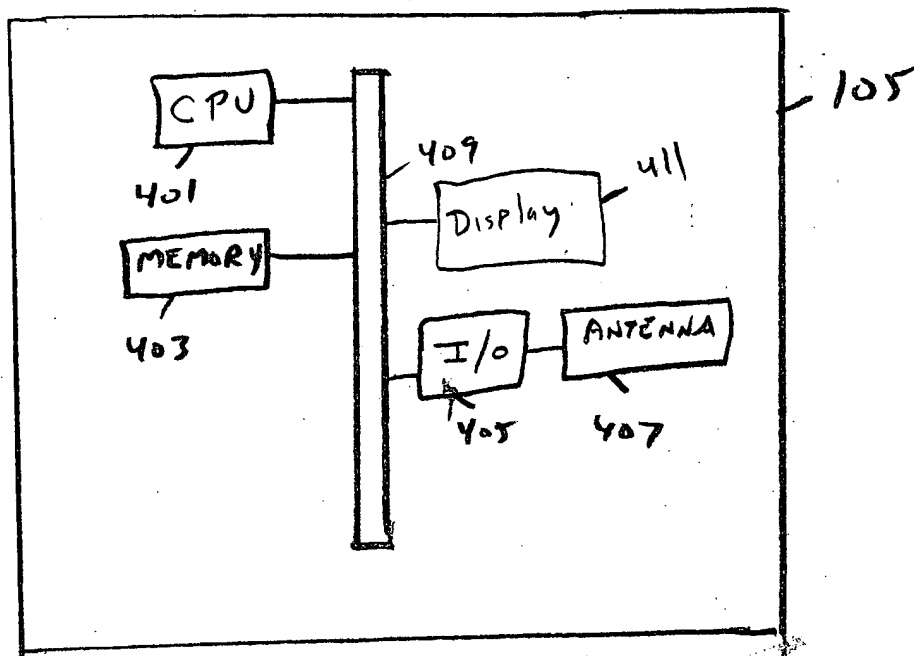 105
CPU
401
409
411
Display
MEMORY
403
I/O
ANTENNA
405
407